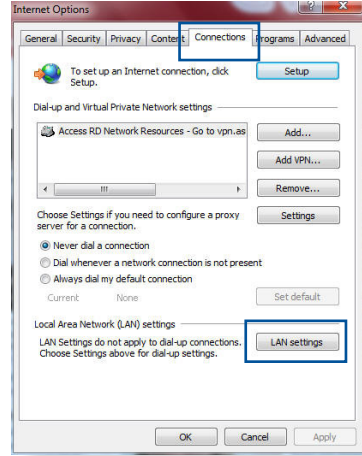 Internet Options
General Security Privacy Content Connections Programs Advanced
To set up an Internet connection, click
Setup.
Setup
Dial-up and Virtual Private Network settings
Access RD Network Resources - Go to vpn.as
Add...
Add VPN...
Remove...
Choose Settings if you need to configure a proxy
server for a connection.
Settings
Never dial a connection
Dial whenever a network connection is not present
Always dial my default connection
Current None
Set default
Local Area Network (LAN) settings
LAN Settings do not apply to dial-up connections.
Choose Settings above for dial-up settings.
LAN settings
OK Cancel Apply